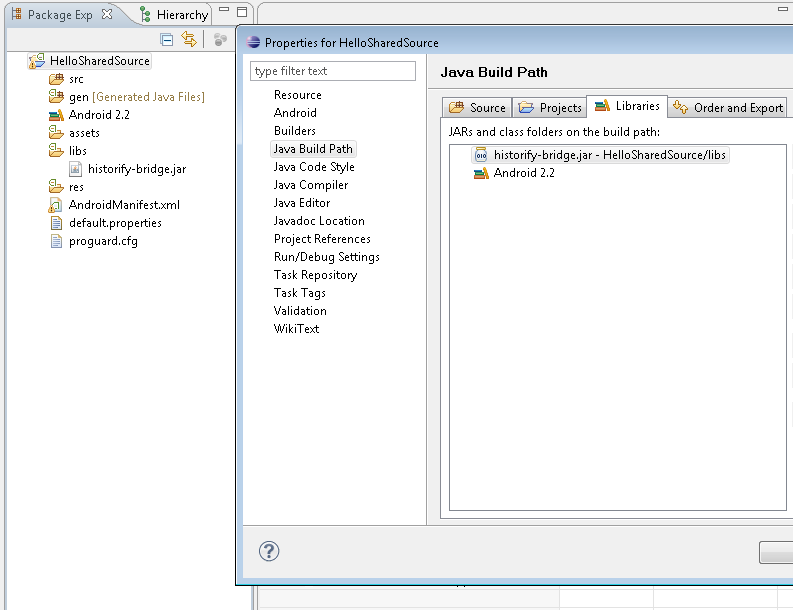 Package Exp
Hierarchy
HelloSharedSource
src
gen [Generated Java Files]
Android 2.2
assets
libs
historify-bridge.jar
res
AndroidManifest.xml
default.properties
proguard.cfg
Properties for HelloSharedSource
type filter text
Resource
Android
Builders
Java Build Path
Java Code Style
Java Compiler
Java Editor
Javadoc Location
Project References
Run/Debug Settings
Task Repository
Task Tags
Validation
WikiText
Java Build Path
Source
Projects
Libraries
Order and Export
JARs and class folders on the build path:
historify-bridge.jar - HelloSharedSource/libs
Android 2.2